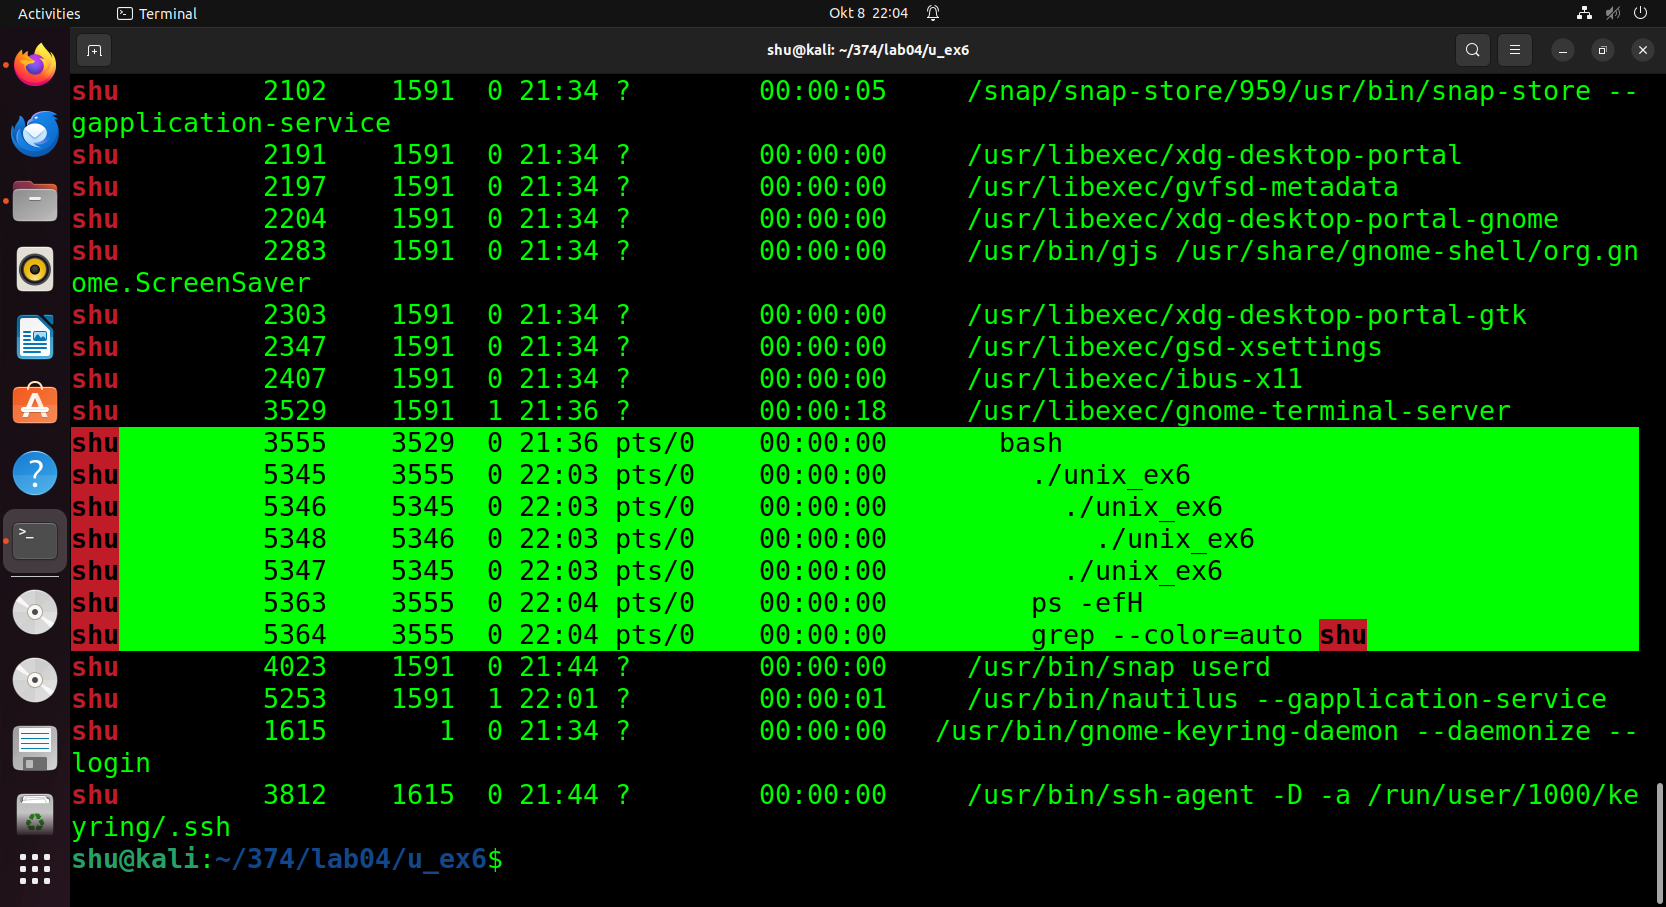 Activities Terminal Okt 8 22:04
shu@kali: ~/374/lab04/u_ex6
shu 2102 1591 0 21:34 ? 00:00:05 /snap/snap-store/959/usr/bin/snap-store --
gapplication-service
shu 2191 1591 0 21:34 ? 00:00:00 /usr/libexec/xdg-desktop-portal
shu 2197 1591 0 21:34 ? 00:00:00 /usr/libexec/gvfsd-metadata
shu 2204 1591 0 21:34 ? 00:00:00 /usr/libexec/xdg-desktop-portal-gnome
shu 2283 1591 0 21:34 ? 00:00:00 /usr/bin/gjs /usr/share/gnome-shell/org.gn
ome.ScreenSaver
shu 2303 1591 0 21:34 ? 00:00:00 /usr/libexec/xdg-desktop-portal-gtk
shu 2347 1591 0 21:34 ? 00:00:00 /usr/libexec/gsd-xsettings
shu 2407 1591 0 21:34 ? 00:00:00 /usr/libexec/ibus-x11
shu 3529 1591 1 21:36 ? 00:00:18 /usr/libexec/gnome-terminal-server
shu 3555 3529 0 21:36 pts/0 00:00:00 bash
shu 5345 3555 0 22:03 pts/0 00:00:00 ./unix_ex6
shu 5346 5345 0 22:03 pts/0 00:00:00 ./unix_ex6
shu 5348 5346 0 22:03 pts/0 00:00:00 ./unix_ex6
shu 5347 5345 0 22:03 pts/0 00:00:00 ./unix_ex6
shu 5363 3555 0 22:04 pts/0 00:00:00 ps -efH
shu 5364 3555 0 22:04 pts/0 00:00:00 grep --color=auto shu
shu 4023 1591 0 21:44 ? 00:00:00 /usr/bin/snap userd
shu 5253 1591 1 22:01 ? 00:00:01 /usr/bin/nautilus --gapplication-service
shu 1615 1 0 21:34 ? 00:00:00 /usr/bin/gnome-keyring-daemon --daemonize --
login
shu 3812 1615 0 21:44 ? 00:00:00 /usr/bin/ssh-agent -D -a /run/user/1000/ke
yring/.ssh
shu@kali:~/374/lab04/u_ex6$